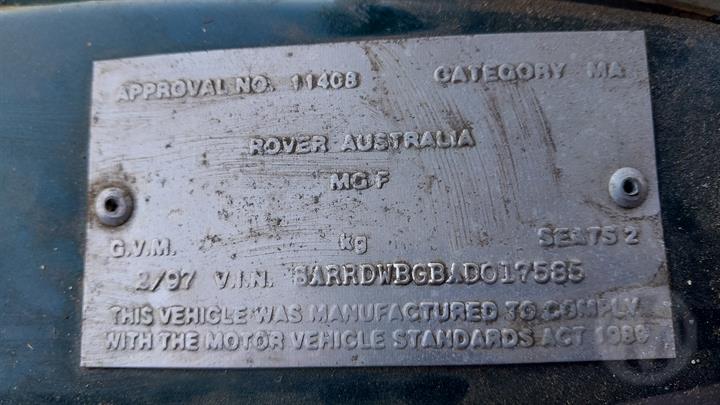 APPROVAL NO. 11408 CATEGORY MA
ROVER AUSTRALIA
MG F
G.V.M. kg SEATS 2
2/97 V.I.N. SARRDWBGBAD017585
THIS VEHICLE WAS MANUFACTURED TO COMPLY
WITH THE MOTOR VEHICLE STANDARDS ACT 1989